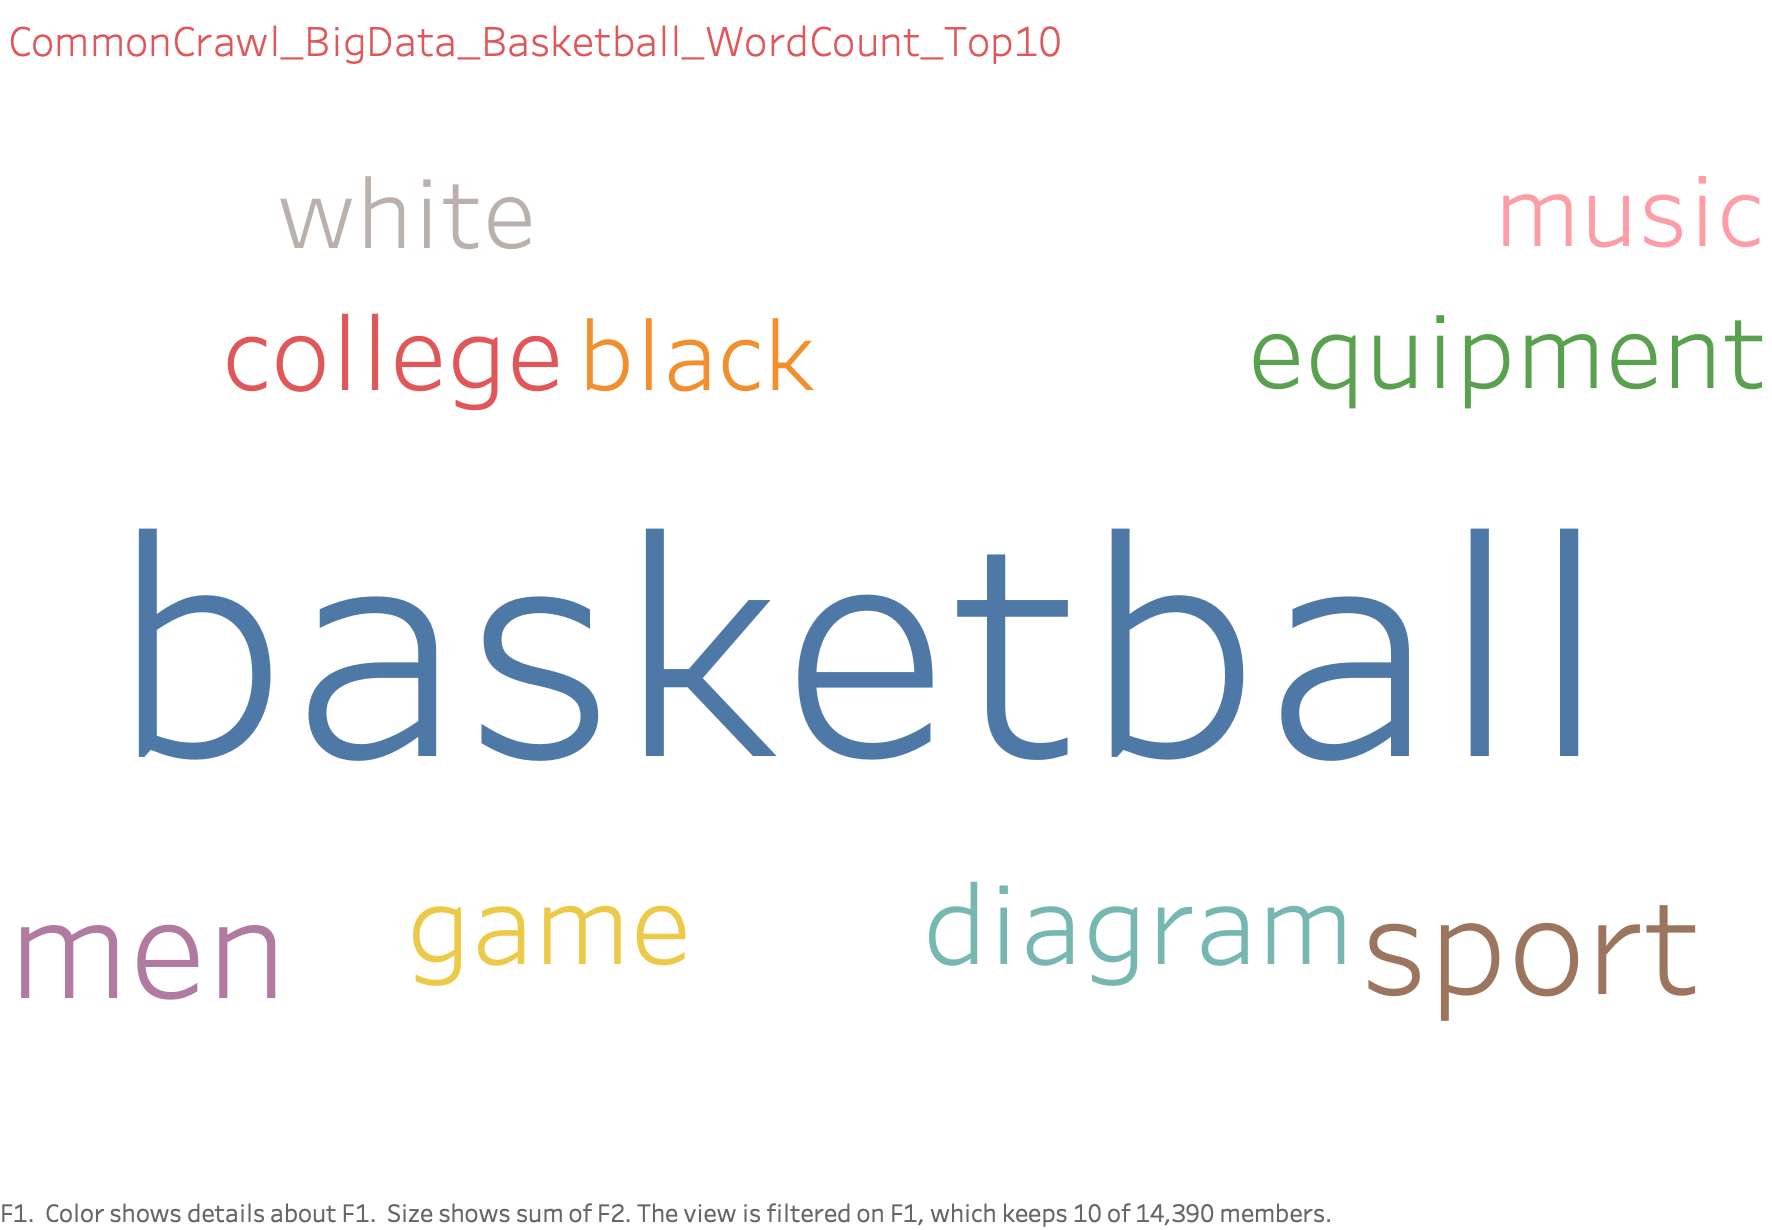 CommonCrawl_BigData_Basketball_WordCount_Top10
white music
college black equipment
basketball
men game diagram sport
F1. Color shows details about F1. Size shows sum of F2. The view is filtered on F1, which keeps 10 of 14,390 members.